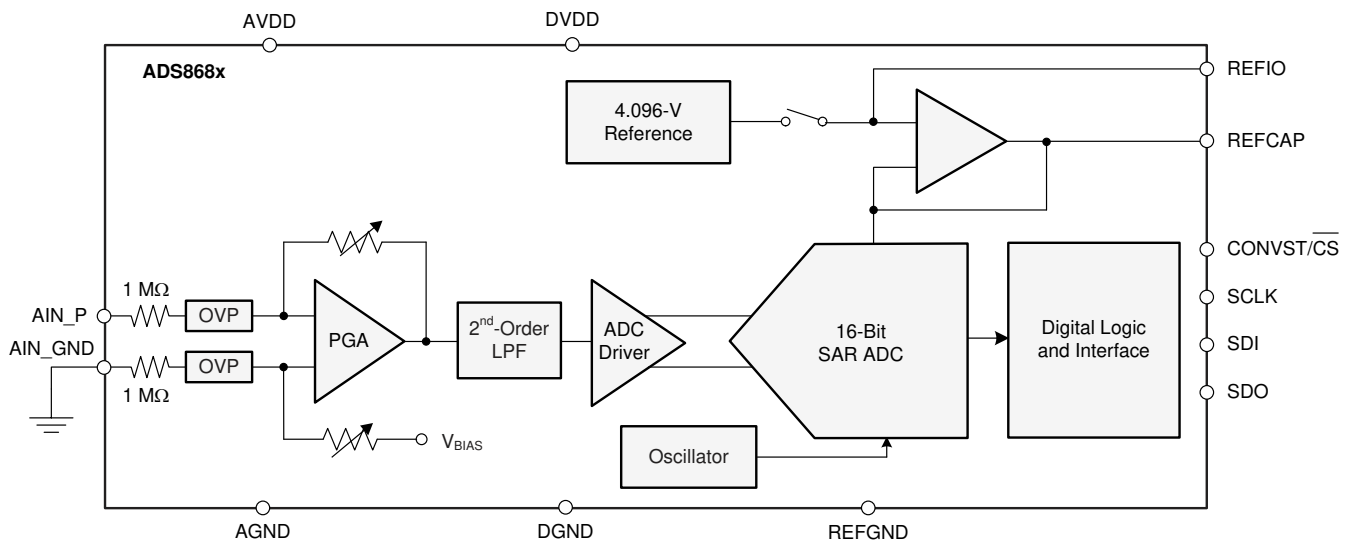 AVDD
DVDD
ADS868x
4.096-V
Reference
REFIO
REFCAP
CONVST/CS
SCLK
SDI
SDO
1 MΩ
AIN_P
OVP
AIN_GND
OVP
1 MΩ
PGA
2nd-Order
LPF
ADC
Driver
16-Bit
SAR ADC
Digital Logic
and Interface
VBIAS
Oscillator
AGND
DGND
REFGND